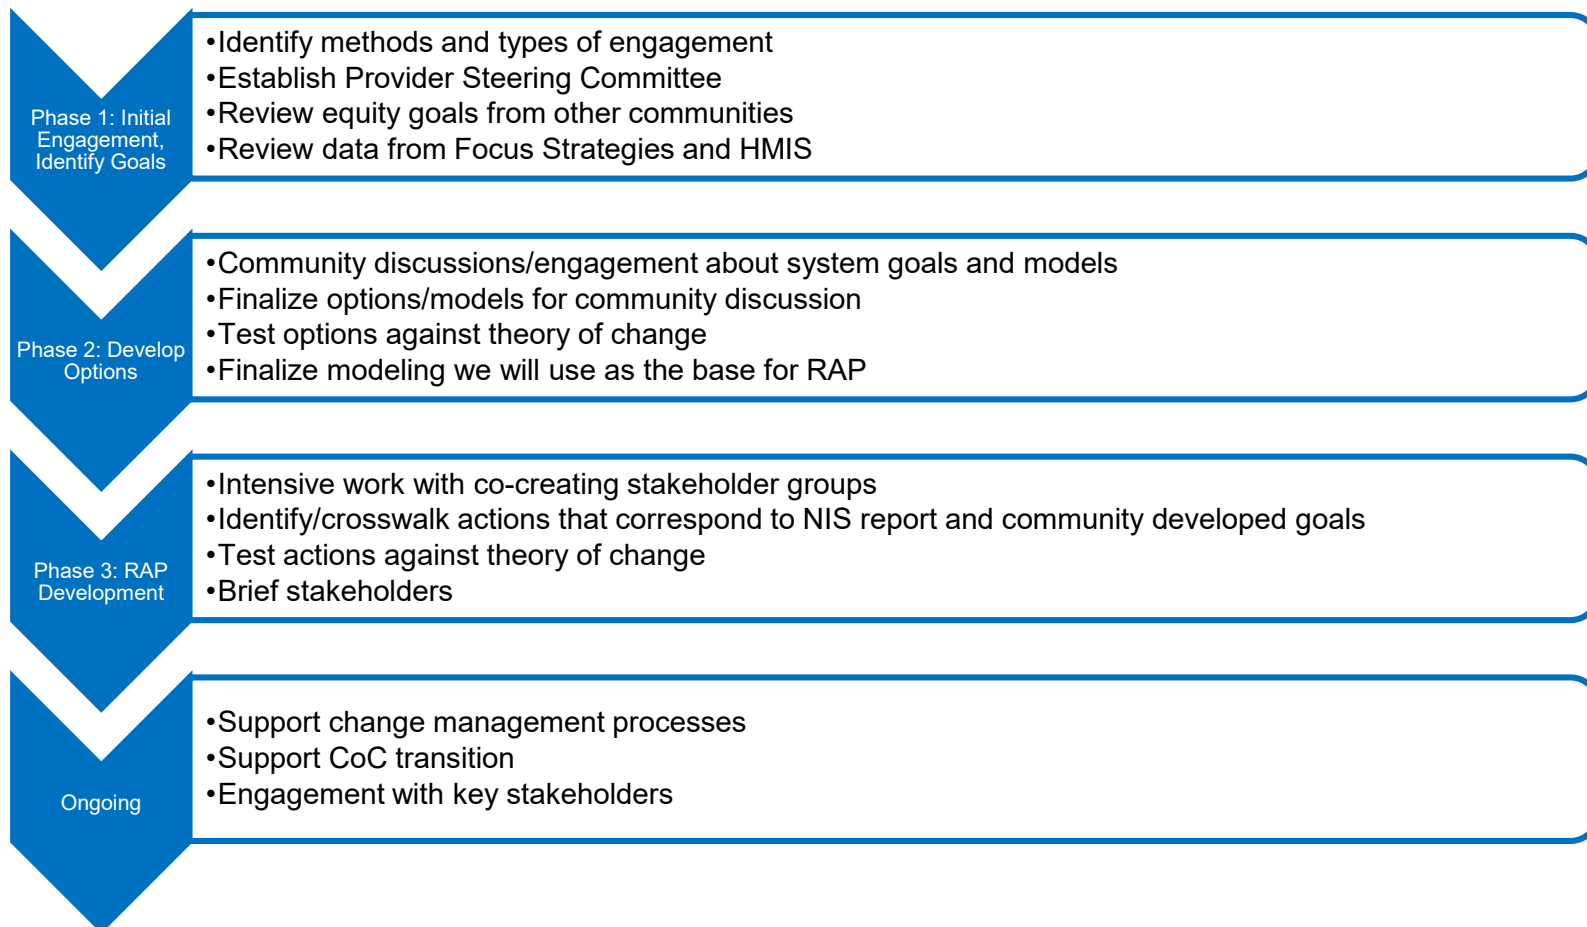 Phase 1: Initial
Engagement,
Identify Goals
•Identify methods and types of engagement
•Establish Provider Steering Committee
•Review equity goals from other communities
•Review data from Focus Strategies and HMIS
Phase 2: Develop
Options
•Community discussions/engagement about system goals and models
•Finalize options/models for community discussion
•Test options against theory of change
•Finalize modeling we will use as the base for RAP
Phase 3: RAP
Development
•Intensive work with co-creating stakeholder groups
•Identify/crosswalk actions that correspond to NIS report and community developed goals
•Test actions against theory of change
•Brief stakeholders
Ongoing
•Support change management processes
•Support CoC transition
•Engagement with key stakeholders